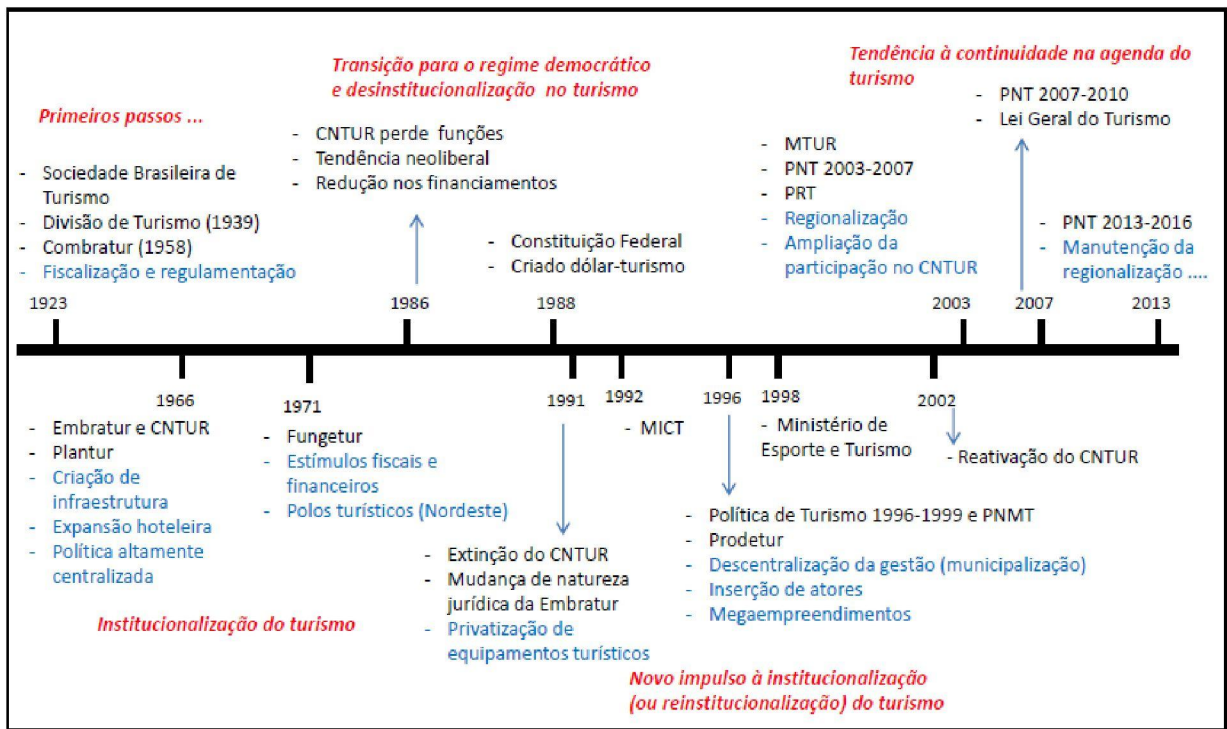 Primeiros passos ...
- Sociedade Brasileira de
Turismo
- Divisão de Turismo (1939)
- Combratur (1958)
- Fiscalização e regulamentação
1923
Transição para o regime democrático
e desinstitucionalização no turismo
- CNTUR perde funções
- Tendência neoliberal
- Redução nos financiamentos
1986
- Constituição Federal
- Criado dólar-turismo
1988
Tendência à continuidade na agenda do
turismo
- MTUR
- PNT 2003-2007
- PRT
- Regionalização
- Ampliação da
participação no CNTUR
2003
- PNT 2007-2010
- Lei Geral do Turismo
2007
- PNT 2013-2016
- Manutenção da
regionalização ....
2013
1966
- Embratur e CNTUR
- Plantur
- Criação de
infraestrutura
- Expansão hoteleira
- Política altamente
centralizada
1971
- Fungetur
- Estímulos fiscais e
financeiros
- Polos turísticos (Nordeste)
Institucionalização do turismo
1991
- Extinção do CNTUR
- Mudança de natureza
jurídica da Embratur
- Privatização de
equipamentos turísticos
1992
- MICT
1996
- Política de Turismo 1996-1999 e PNMT
- Prodetur
- Descentralização da gestão (municipalização)
- Inserção de atores
- Megaempreendimentos
1998
- Ministério de
Esporte e Turismo
2002
- Reativação do CNTUR
Novo impulso à institucionalização
(ou reinstitucionalização) do turismo